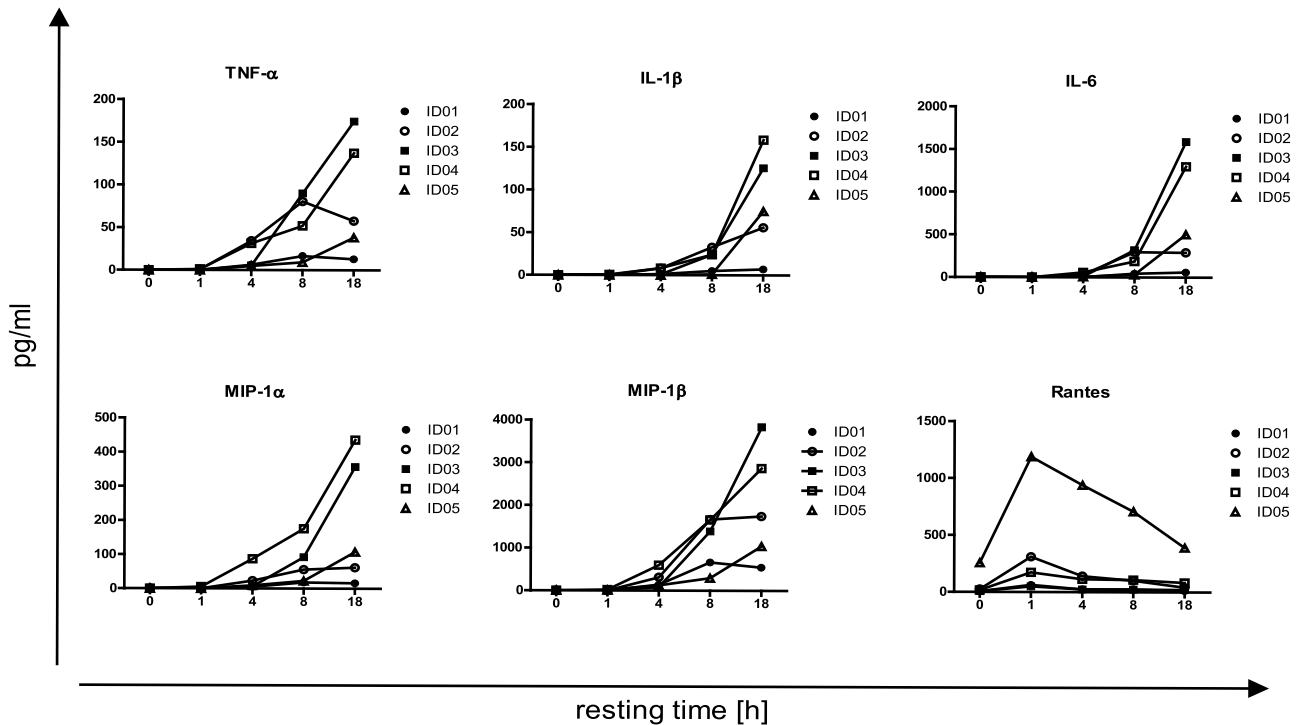 TNF-α
200
150
100
50
0
0 1 4 8 18
ID01
ID02
ID03
ID04
ID05
IL-1β
200
150
100
50
0
0 1 4 8 18
ID01
ID02
ID03
ID04
ID05
IL-6
2000
1500
1000
500
0
0 1 4 8 18
ID01
ID02
ID03
ID04
ID05
pg/ml
MIP-1α
500
400
300
200
100
0
0 1 4 8 18
ID01
ID02
ID03
ID04
ID05
MIP-1β
4000
3000
2000
1000
0
0 1 4 8 18
ID01
ID02
ID03
ID04
ID05
Rantes
1500
1000
500
0
0 1 4 8 18
ID01
ID02
ID03
ID04
ID05
resting time [h]